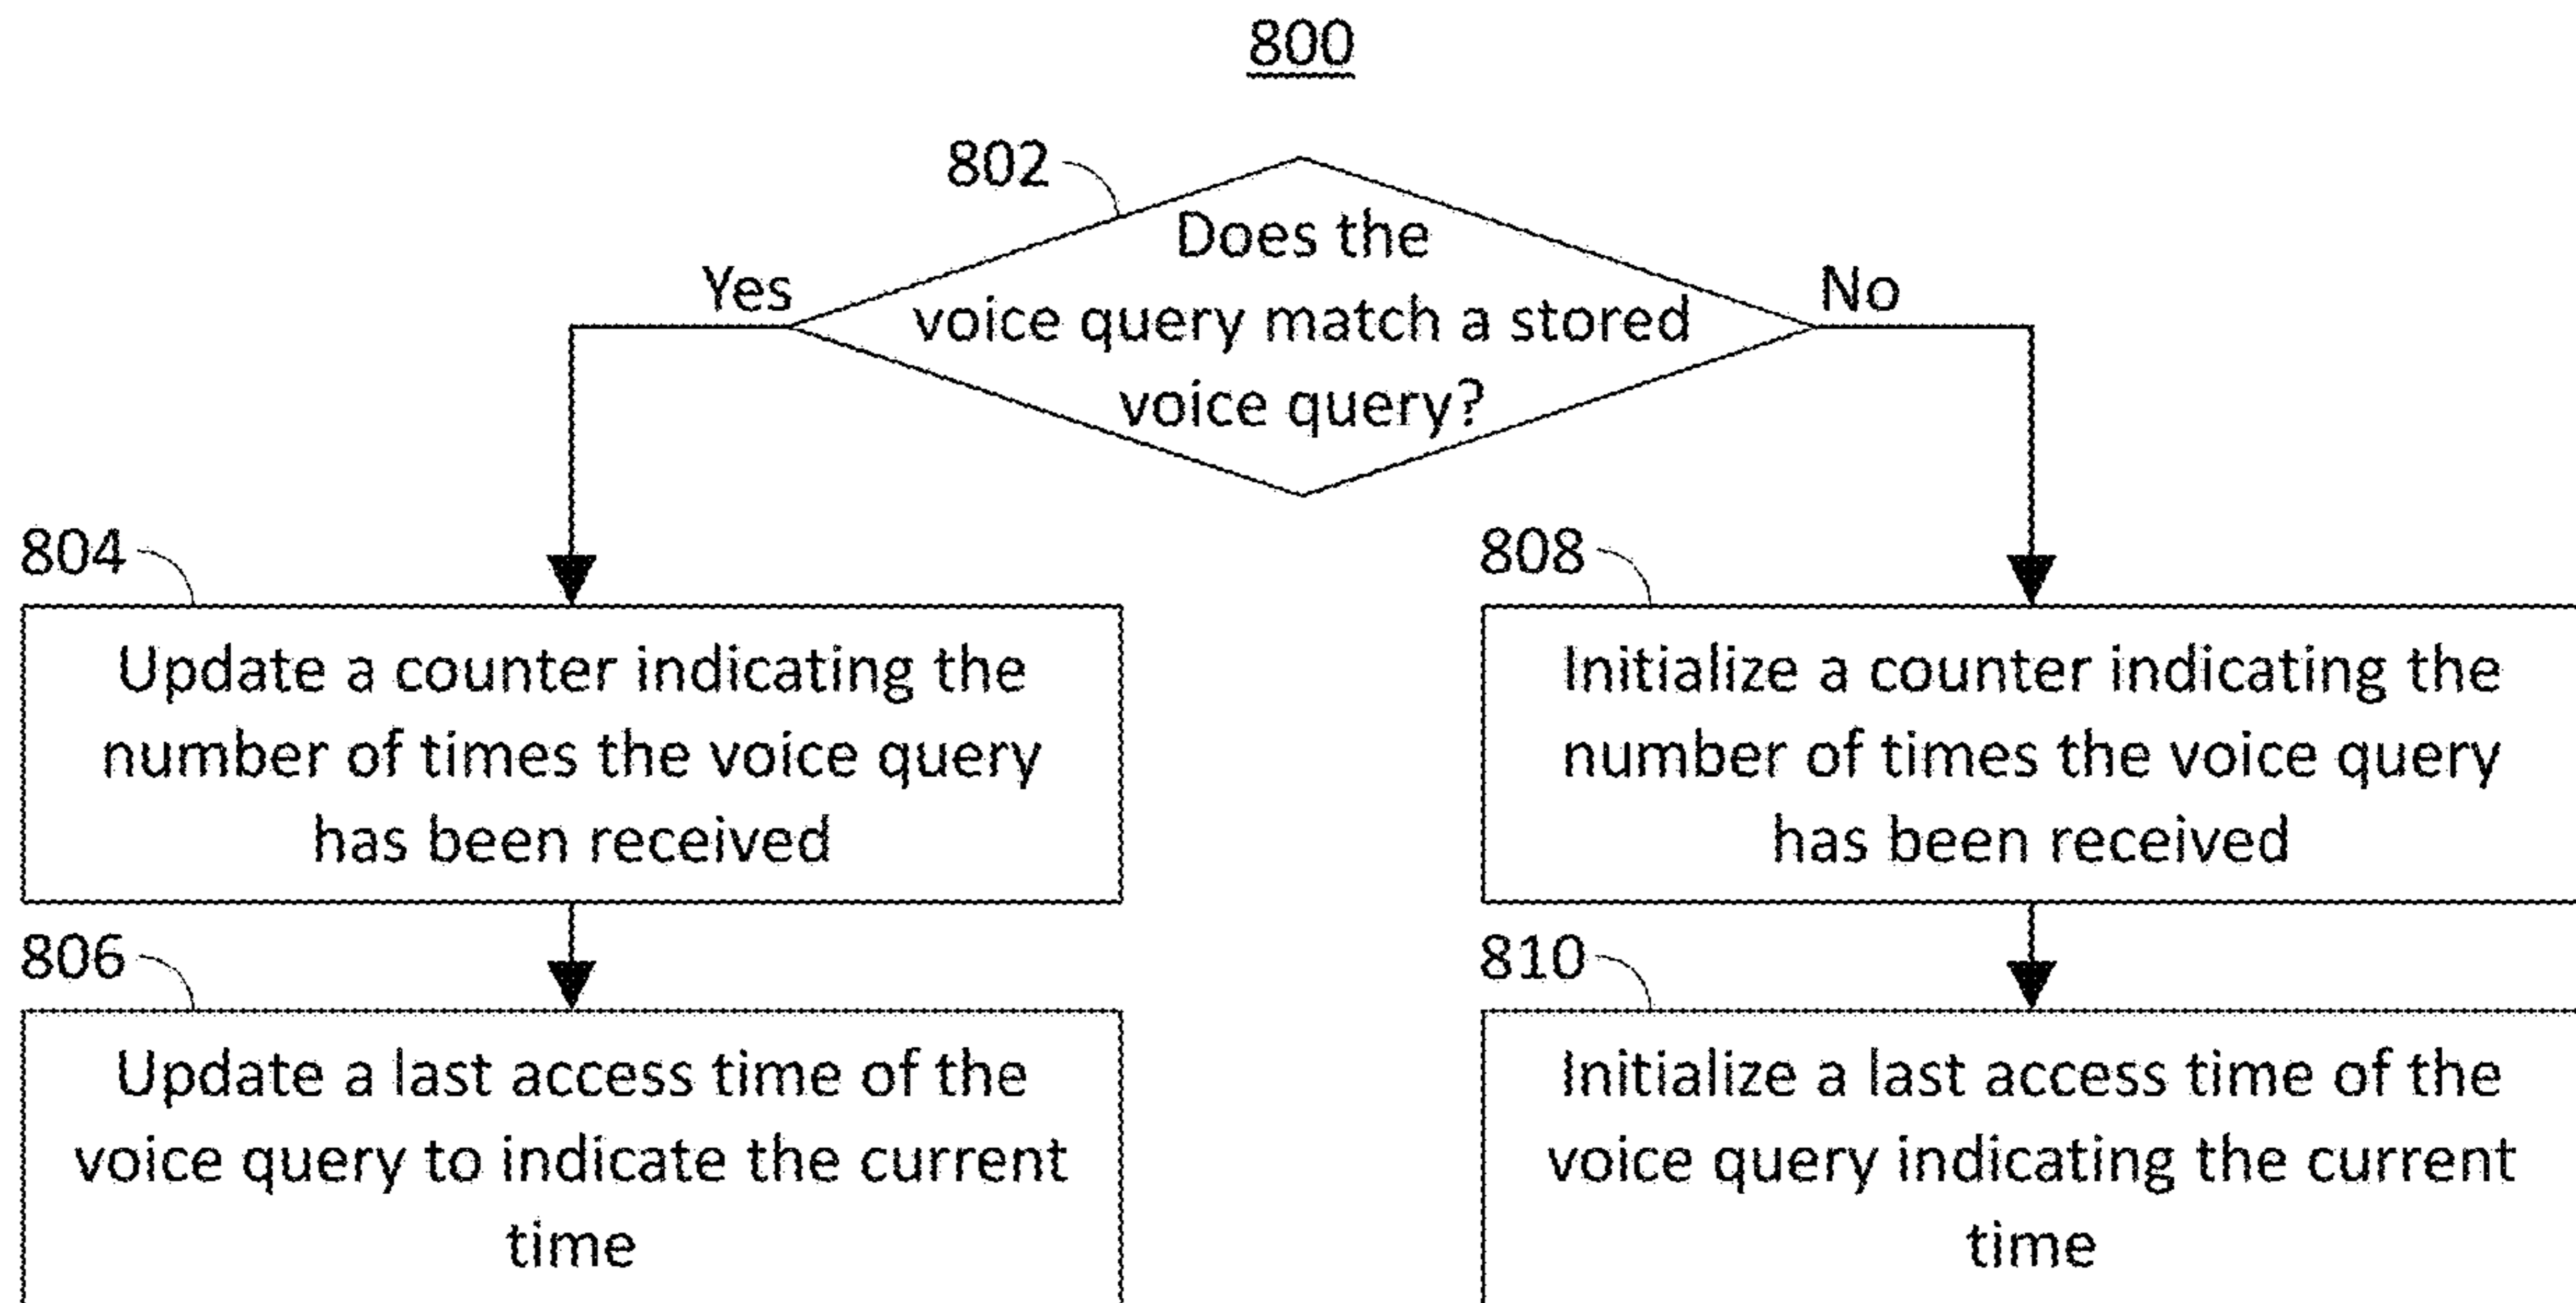 800
802
Does the
voice query match a stored
voice query?
Yes
No
804
Update a counter indicating the
number of times the voice query
has been received
808
Initialize a counter indicating the
number of times the voice query
has been received
806
Update a last access time of the
voice query to indicate the current
time
810
Initialize a last access time of the
voice query indicating the current
time